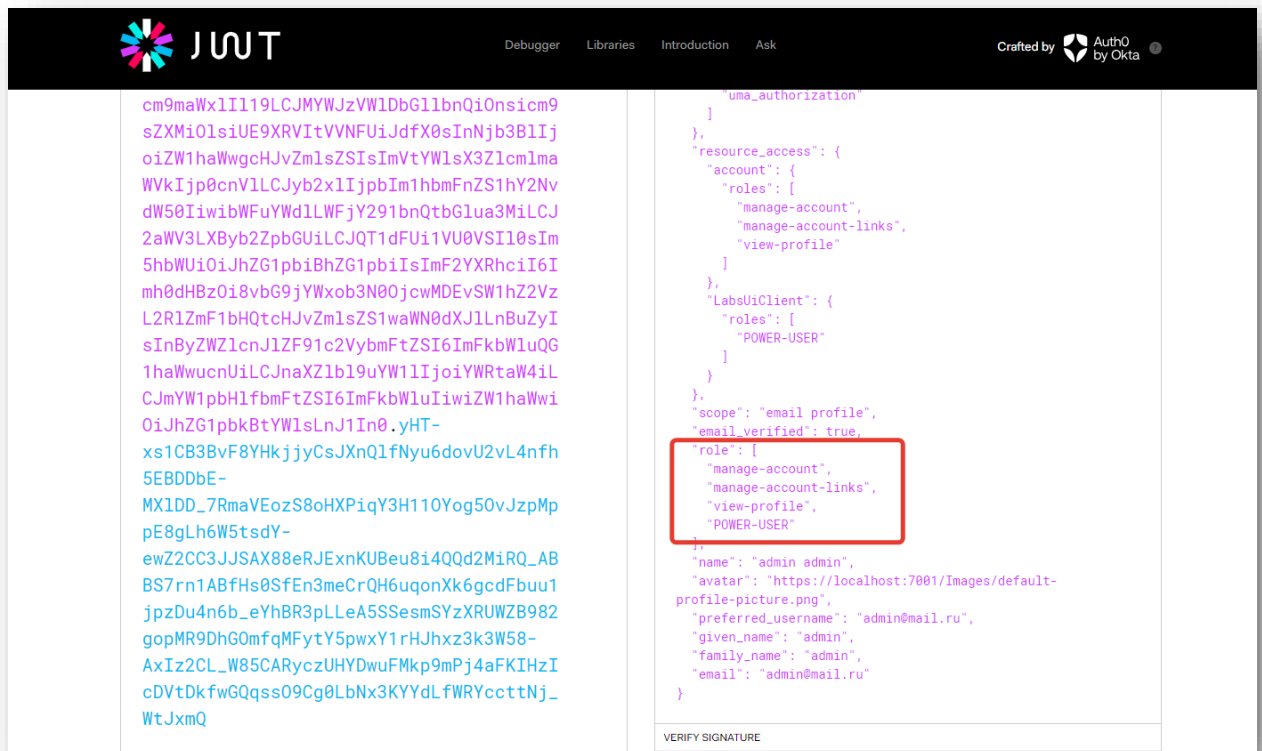 JWT
Debugger
Libraries
Introduction
Ask
Crafted by
Auth0
by Okta
?
cm9maWxlIl19LCJMYWJzVWlDbGllbnQiOnsicm9
sZXMiOlsiUE9XRVItVVNFUiJdfX0sInNjb3BlIj
oiZW1haWwgcHJvZmlsZSIsImVtYWlsX3Zlcmlma
WVkIjp0cnVlLCJyb2xlIjpbIm1hbmFnZS1hY2Nv
dW50IiwibWFuYWdlLWFjY291bnQtbGlua3MiLCJ
2aWV3LXByb2ZpbGUiLCJQT1dFUi1VU0VSIl0sIm
5hbWUiOiJhZG1pbiBhZG1pbiIsImF2YXRhciI6I
mh0dHBzOi8vbG9jYWxob3N0OjcwMDEvSW1hZ2Vz
L2RlZmF1bHQtcHJvZmlsZS1waWN0dXJlLnBuZyI
sInByZWZlcnJlZF91c2VybmFtZSI6ImFkbWluQG
1haWwucnUiLCJnaXZlbl9uYW1lIjoiYWRtaW4iL
CJmYW1pbHlfbmFtZSI6ImFkbWluIiwiZW1haWwi
OiJhZG1pbkBtYWlsLnJ1In0.yHT-
xs1CB3BvF8YHkjjyCsJXnQlfNyu6dovU2vL4nfh
5EBDDbE-
MXlDD_7RmaVEozS8oHXPiqY3H11OYog5OvJzpMp
pE8gLh6W5tsdY-
ewZ2CC3JJSAX88eRJExnKUBeu8i4QQd2MiRQ_AB
BS7rn1ABfHs0SfEn3meCrQH6uqonXk6gcdFbuu1
jpzDu4n6b_eYhBR3pLLeA5SSesmSYzXRUWZB982
gopMR9DhGOmfqMFytY5pwxY1rHJhxz3k3W58-
AxIz2CL_W85CARyczUHYDwuFMkp9mPj4aFKIHzI
cDVtDkfwGQqssO9Cg0LbNx3KYYdLfWRYccttNj_
WtJxmQ
"uma_authorization"
]
},
"resource_access": {
"account": {
"roles": [
"manage-account",
"manage-account-links",
"view-profile"
]
},
"LabsUiClient": {
"roles": [
"POWER-USER"
]
}
},
"scope": "email profile",
"email_verified": true,
"role": [
"manage-account",
"manage-account-links",
"view-profile",
"POWER-USER"
],
"name": "admin admin",
"avatar": "https://localhost:7001/Images/default-
profile-picture.png",
"preferred_username": "admin@mail.ru",
"given_name": "admin",
"family_name": "admin",
"email": "admin@mail.ru"
}
VERIFY SIGNATURE